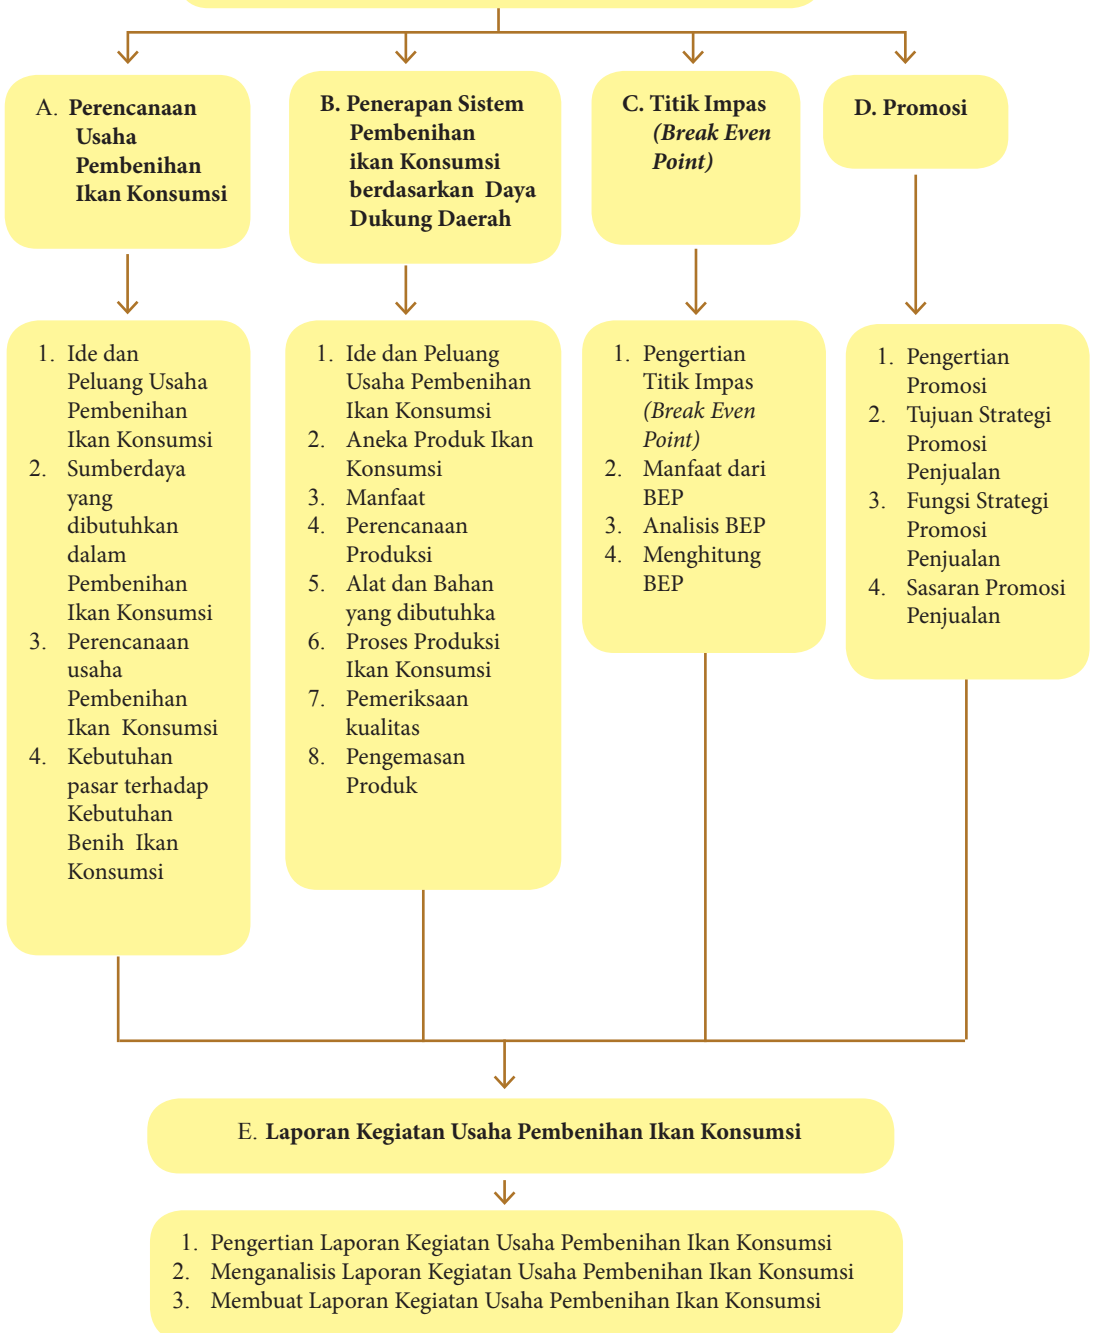 A. Perencanaan
Usaha
Pembenihan
Ikan Konsumsi
B. Penerapan Sistem
Pembenihan
ikan Konsumsi
berdasarkan Daya
Dukung Daerah
C. Titik Impas
(Break Even
Point)
D. Promosi
1. Ide dan
Peluang Usaha
Pembenihan
Ikan Konsumsi
2. Sumberdaya
yang
dibutuhkan
dalam
Pembenihan
Ikan Konsumsi
3. Perencanaan
usaha
Pembenihan
Ikan Konsumsi
4. Kebutuhan
pasar terhadap
Kebutuhan
Benih Ikan
Konsumsi
1. Ide dan Peluang
Usaha Pembenihan
Ikan Konsumsi
2. Aneka Produk Ikan
Konsumsi
3. Manfaat
4. Perencanaan
Produksi
5. Alat dan Bahan
yang dibutuhka
6. Proses Produksi
Ikan Konsumsi
7. Pemeriksaan
kualitas
8. Pengemasan
Produk
1. Pengertian
Titik Impas
(Break Even
Point)
2. Manfaat dari
BEP
3. Analisis BEP
4. Menghitung
BEP
1. Pengertian
Promosi
2. Tujuan Strategi
Promosi
Penjualan
3. Fungsi Strategi
Promosi
Penjualan
4. Sasaran Promosi
Penjualan
E. Laporan Kegiatan Usaha Pembenihan Ikan Konsumsi
1. Pengertian Laporan Kegiatan Usaha Pembenihan Ikan Konsumsi
2. Menganalisis Laporan Kegiatan Usaha Pembenihan Ikan Konsumsi
3. Membuat Laporan Kegiatan Usaha Pembenihan Ikan Konsumsi